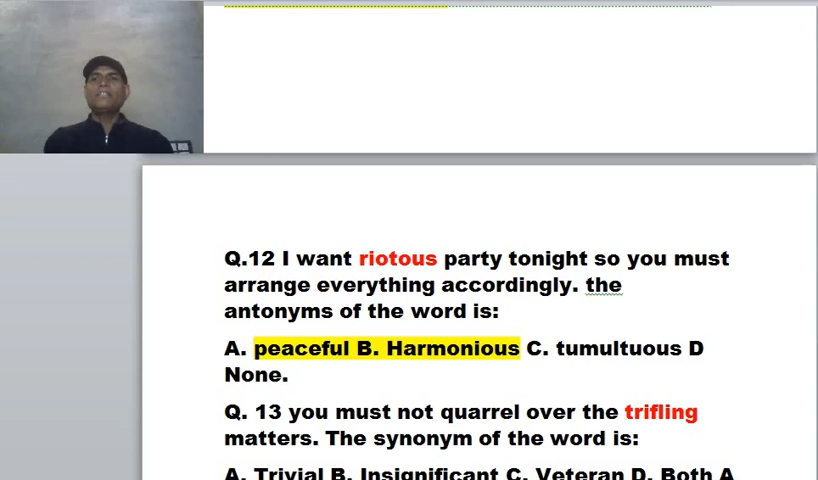 Q.12 I want riotous party tonight so you must
arrange everything accordingly. the
antonyms of the word is:
A. peaceful B. Harmonious C. tumultuous D
None.
Q. 13 you must not quarrel over the trifling
matters. The synonym of the word is:
A. Trivial B. Insignificant C. Veteran D. Both A